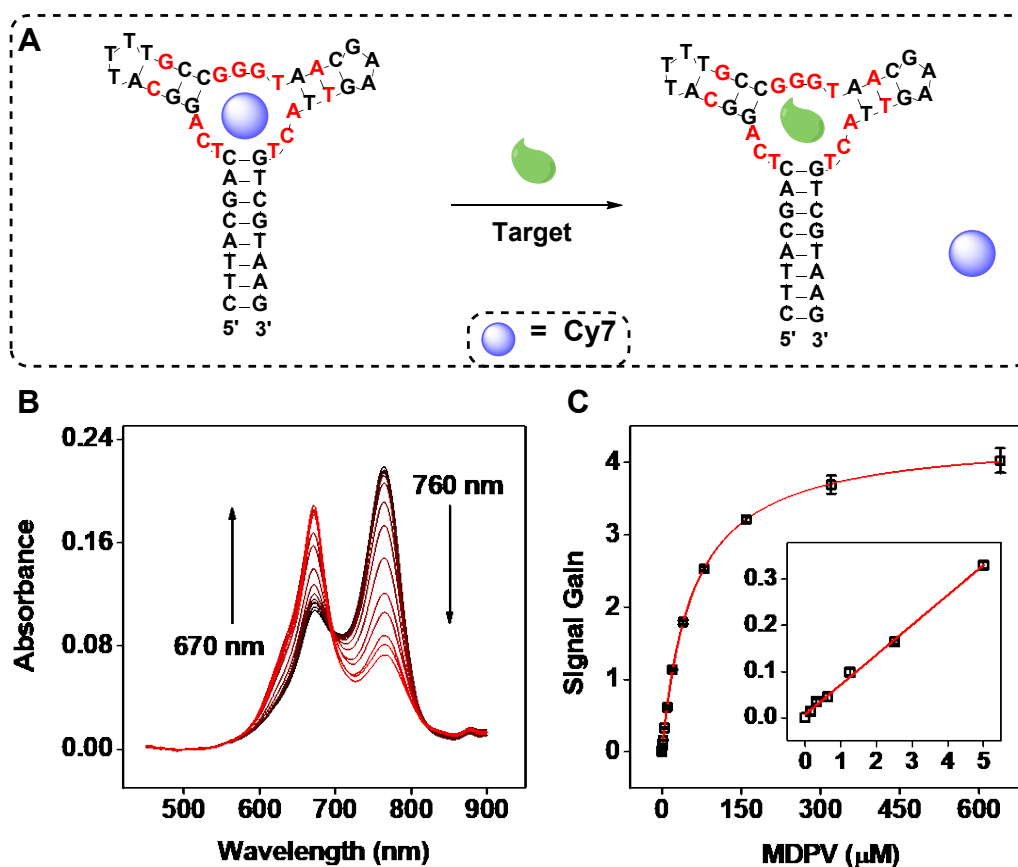 A
CTTACGACTCAGGCATTTTGCCGGGTAACGAAGTTACTGTCGTAAG
5' 3'
Target
CTTACGACTCAGGCATTTTGCCGGGTAACGAAGTTACTGTCGTAAG
5' 3'
= Cy7
B
0.24
0.16
0.08
0.00
Absorbance
760 nm
670 nm
500 600 700 800 900
Wavelength (nm)
C
4
3
2
1
0
Signal Gain
0.3
0.2
0.1
0.0
0 1 2 3 4 5
0 150 300 450 600
MDPV (μM)